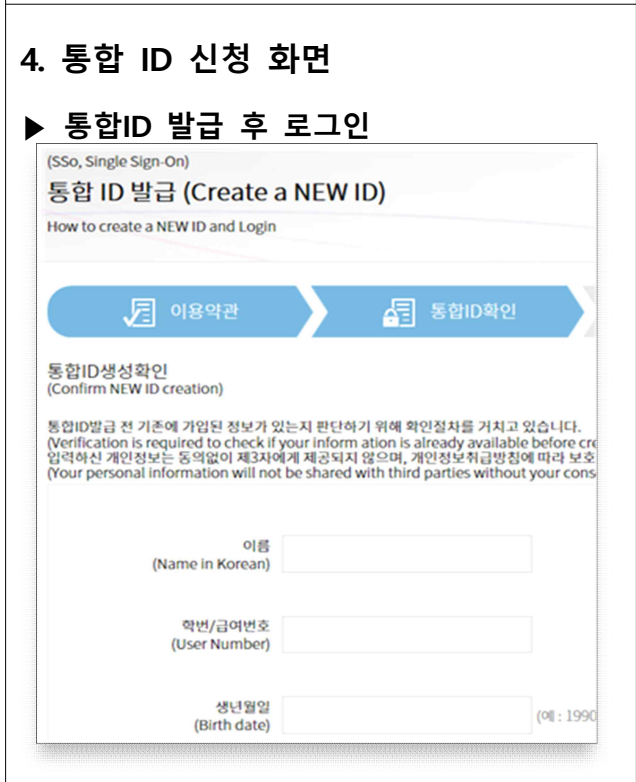 4. 통합 ID 신청 화면
▶ 통합ID 발급 후 로그인
(SSo, Single Sign-On)
통합 ID 발급 (Create a NEW ID)
How to create a NEW ID and Login
이용약관
통합ID확인
통합ID생성확인
(Confirm NEW ID creation)
통합ID발급 전 기존에 가입된 정보가 있는지 판단하기 위해 확인절차를 거치고 있습니다.
(Verification is required to check if your inform ation is already available before cre
입력하신 개인정보는 동의없이 제3자에게 제공되지 않으며, 개인정보취급방침에 따라 보호
(Your personal information will not be shared with third parties without your cons
이름
(Name in Korean)
학번/급여번호
(User Number)
생년월일
(Birth date)
(예 : 1990